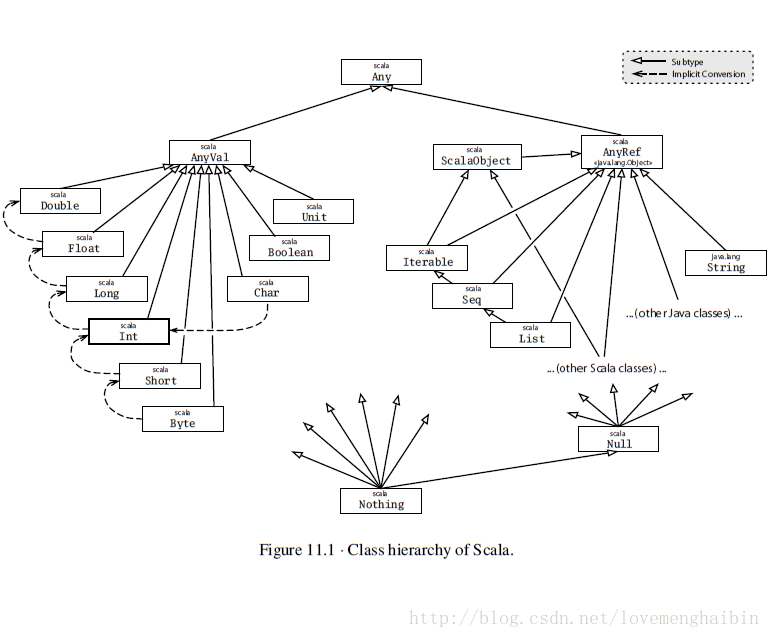 scala
Any
Subtype
Implicit Conversion
scala
AnyVal
scala
ScalaObject
scala
AnyRef
«java.lang.Object»
scala
Double
scala
Unit
scala
Float
scala
Boolean
scala
Iterable
java.lang
String
scala
Long
scala
Char
scala
Seq
...(other Java classes) ...
scala
Int
scala
List
scala
Short
...(other Scala classes) ...
scala
Byte
scala
Null
scala
Nothing
Figure 11.1 · Class hierarchy of Scala.
http://blog.csdn.net/lovemenghaibin